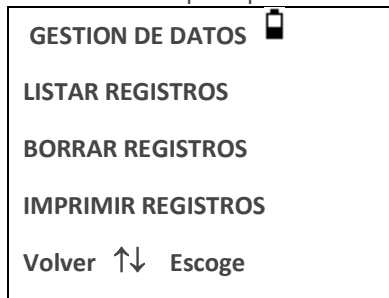 GESTION DE DATOS
LISTAR REGISTROS
BORRAR REGISTROS
IMPRIMIR REGISTROS
Volver ↑↓ Escoge